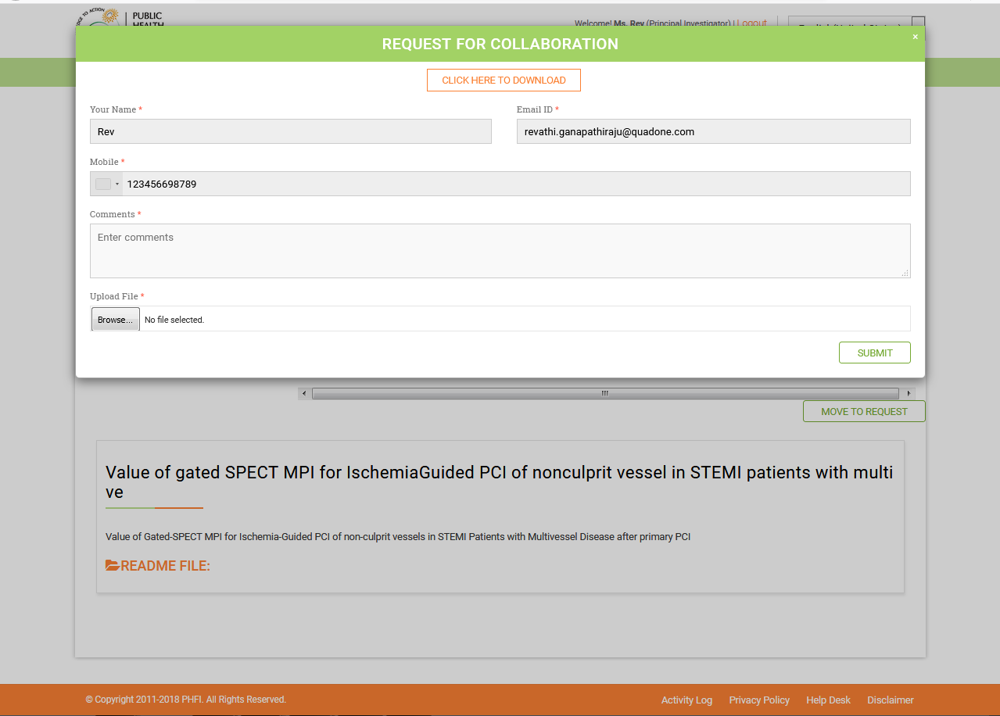 PUBLIC
HEALTH
Welcome! Ms. Rev (Principal Investigator) | Logout
REQUEST FOR COLLABORATION
×
CLICK HERE TO DOWNLOAD
Your Name *
Email ID *
Rev
revathi.ganapathiraju@quadone.com
Mobile *
123456698789
Comments *
Enter comments
Upload File *
Browse...
No file selected.
SUBMIT
MOVE TO REQUEST
Value of gated SPECT MPI for IschemiaGuided PCI of nonculprit vessel in STEMI patients with multi
ve
Value of Gated-SPECT MPI for Ischemia-Guided PCI of non-culprit vessels in STEMI Patients with Multivessel Disease after primary PCI
README FILE:
© Copyright 2011-2018 PHFI. All Rights Reserved.
Activity Log
Privacy Policy
Help Desk
Disclaimer